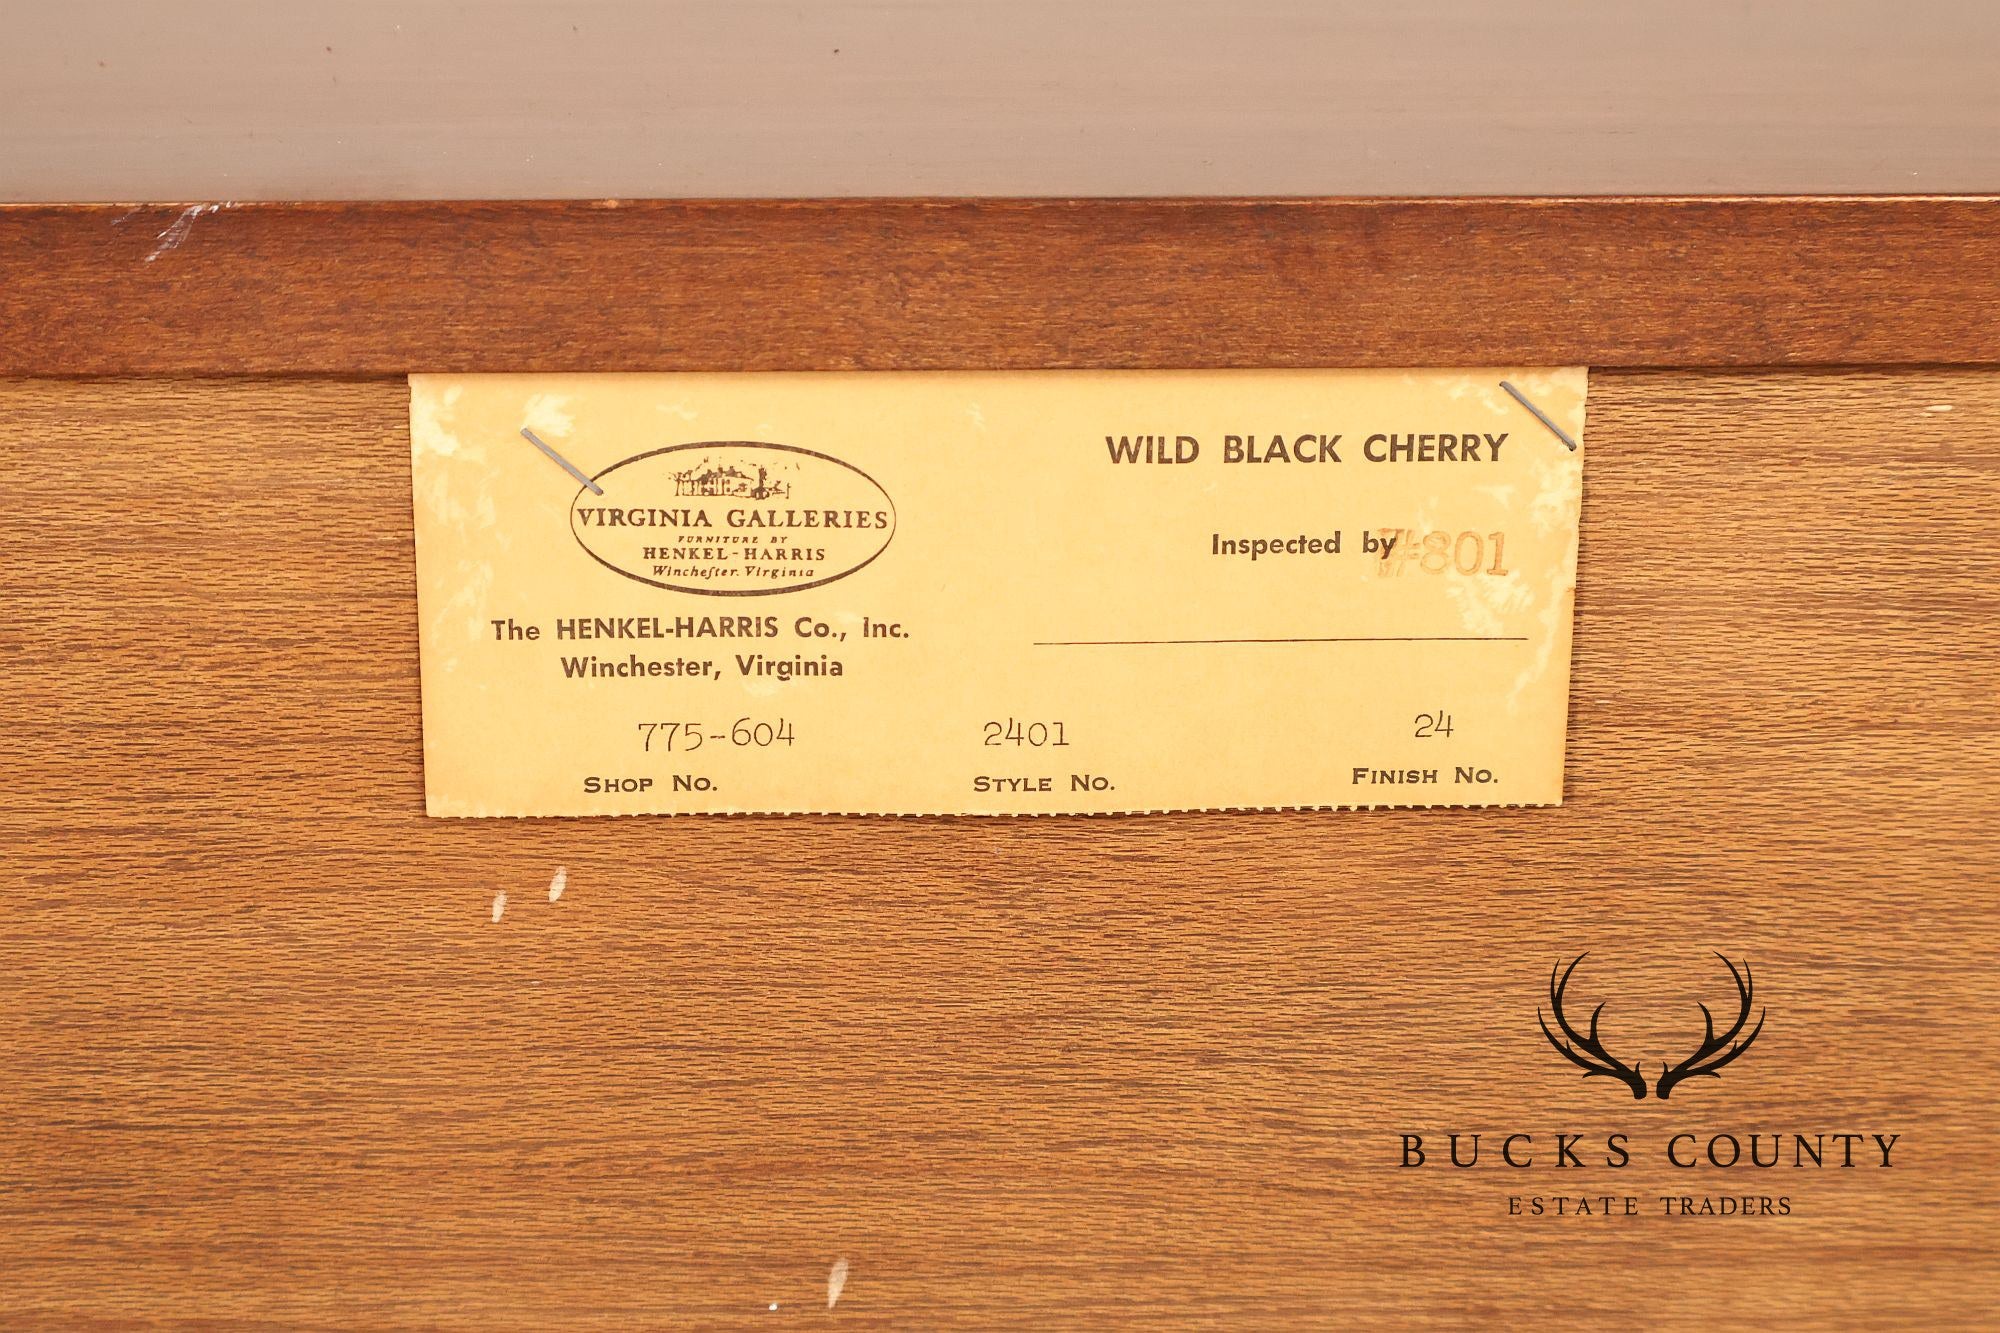 VIRGINIA GALLERIES
FURNITURE BY
HENKEL-HARRIS
Winchester. Virginia
The HENKEL-HARRIS Co., Inc.
Winchester, Virginia
WILD BLACK CHERRY
Inspected by #801
775-604 2401 24
SHOP NO. STYLE NO. FINISH NO.
BUCKS COUNTY
ESTATE TRADERS